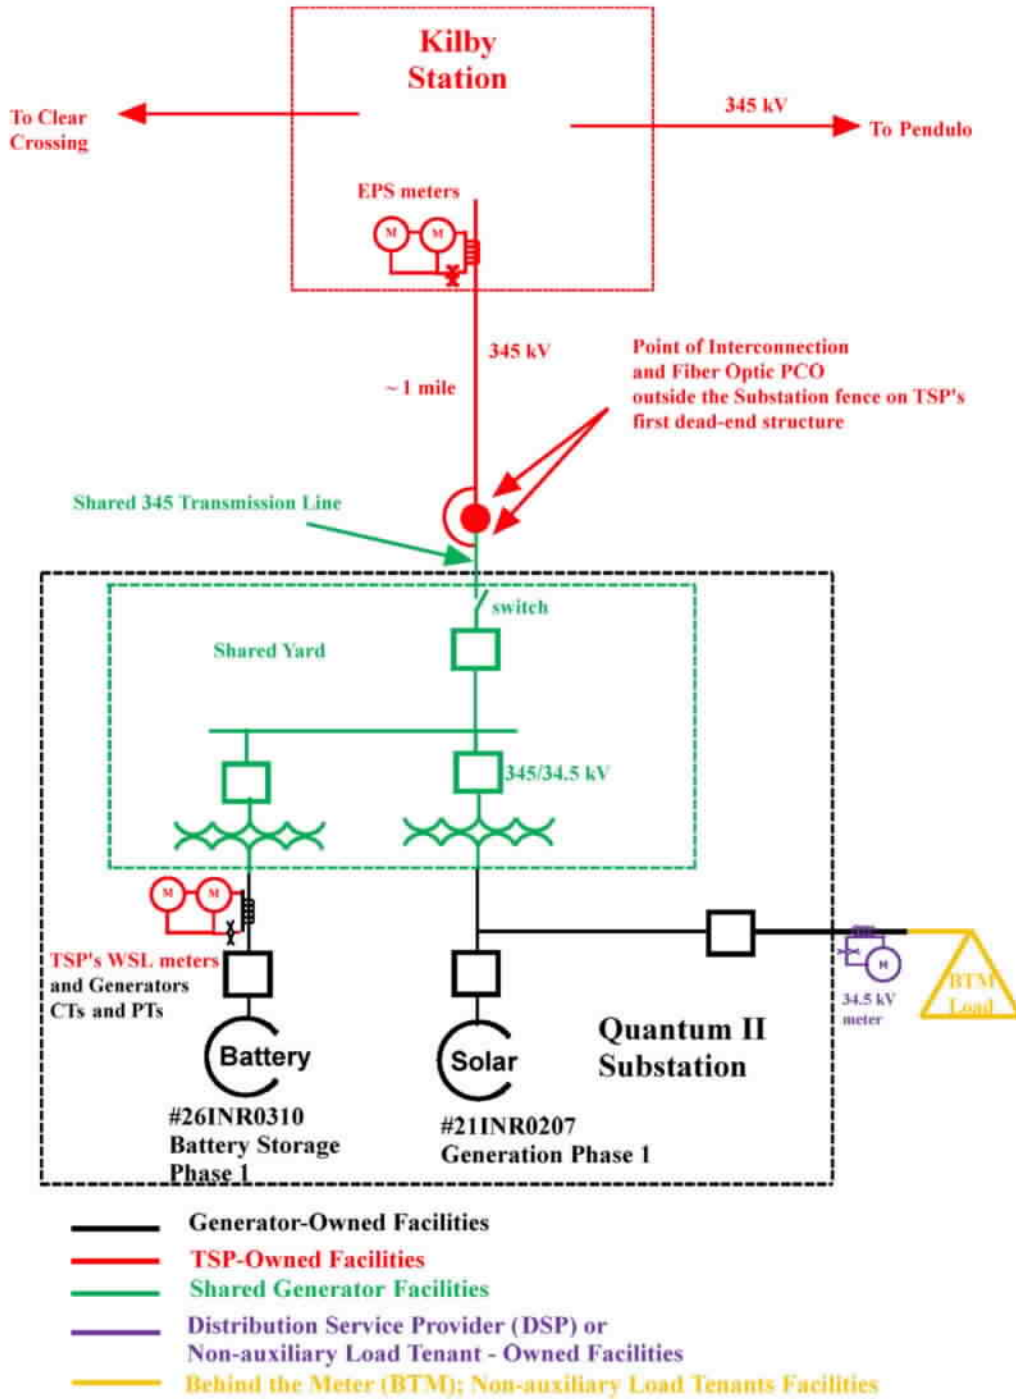 Kilby
Station
To Clear
Crossing
345 kV
To Pendulo
EPS meters
M
M
345 kV
~ 1 mile
Point of Interconnection
and Fiber Optic PCO
outside the Substation fence on TSP's
first dead-end structure
Shared 345 Transmission Line
switch
Shared Yard
345/34.5 kV
M
M
TSP's WSL meters
and Generators
CTs and PTs
M
34.5 kV
meter
BTM
Load
Quantum II
Substation
Battery
Solar
#26INR0310
Battery Storage
Phase 1
#21INR0207
Generation Phase 1
Generator-Owned Facilities
TSP-Owned Facilities
Shared Generator Facilities
Distribution Service Provider (DSP) or
Non-auxiliary Load Tenant - Owned Facilities
Behind the Meter (BTM); Non-auxiliary Load Tenants Facilities